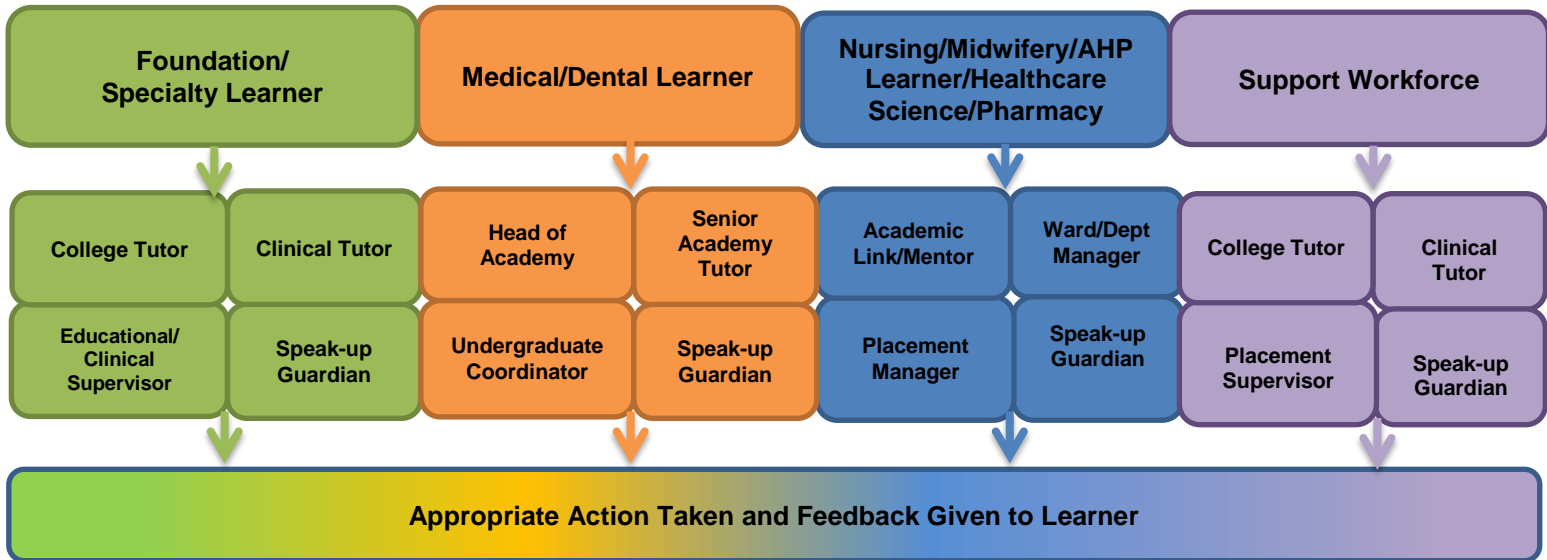 Foundation/
Specialty Learner
Medical/Dental Learner
Nursing/Midwifery/AHP
Learner/Healthcare
Science/Pharmacy
Support Workforce
College Tutor
Clinical Tutor
Educational/
Clinical
Supervisor
Speak-up
Guardian
Head of
Academy
Senior
Academy
Tutor
Undergraduate
Coordinator
Speak-up
Guardian
Academic
Link/Mentor
Ward/Dept
Manager
Placement
Manager
Speak-up
Guardian
College Tutor
Clinical
Tutor
Placement
Supervisor
Speak-up
Guardian
Appropriate Action Taken and Feedback Given to Learner